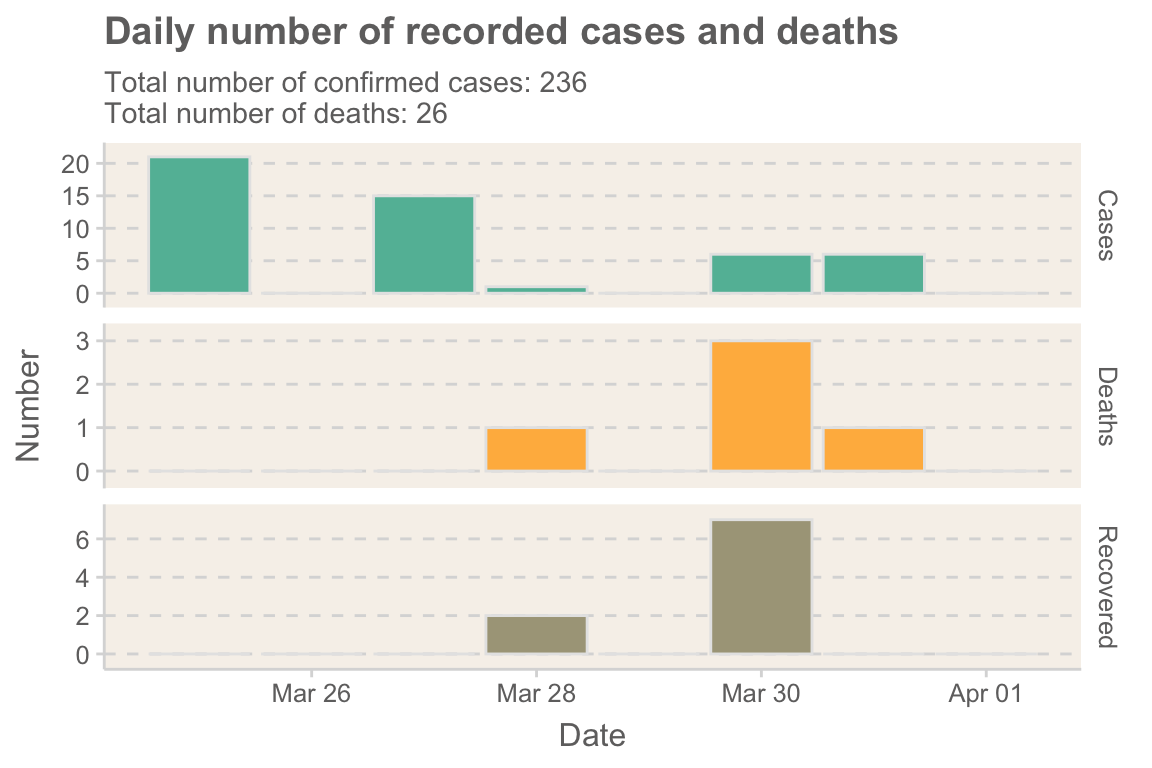 Daily number of recorded cases and deaths
Total number of confirmed cases: 236
Total number of deaths: 26
20
15
10
5
0
Cases
3
2
1
0
Deaths
Number
6
4
2
0
Recovered
Mar 26
Mar 28
Mar 30
Apr 01
Date